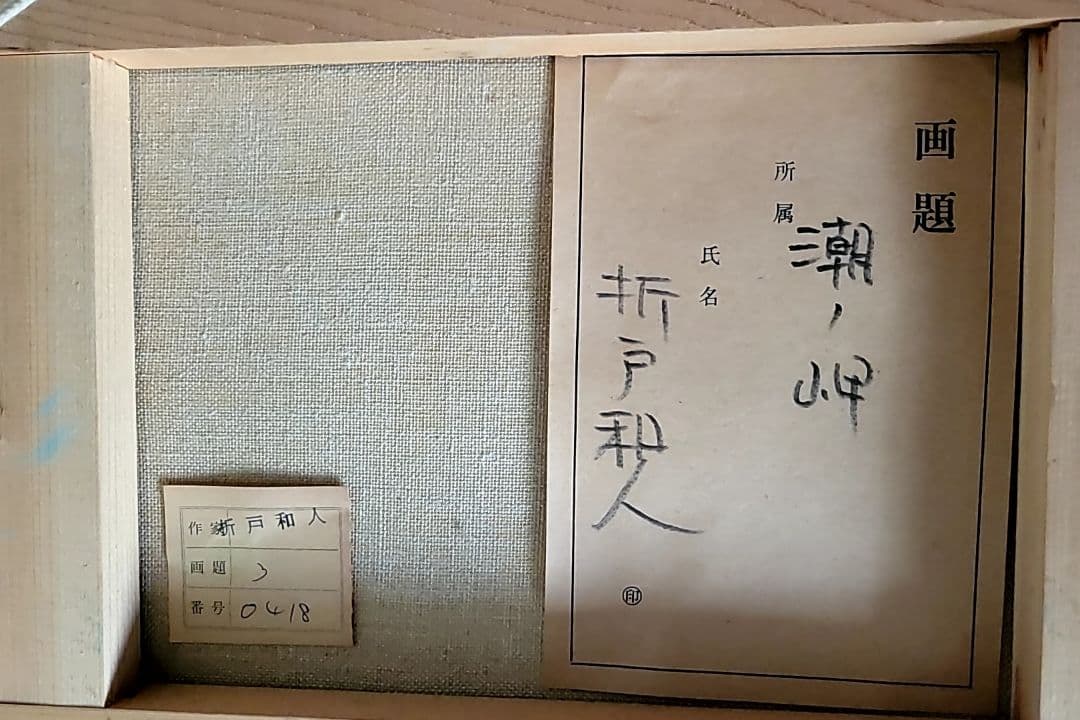 画題
潮ノ岬
所属
氏名
折戸和人
㊞
作家 折戸和人
画題 〃
番号 0418